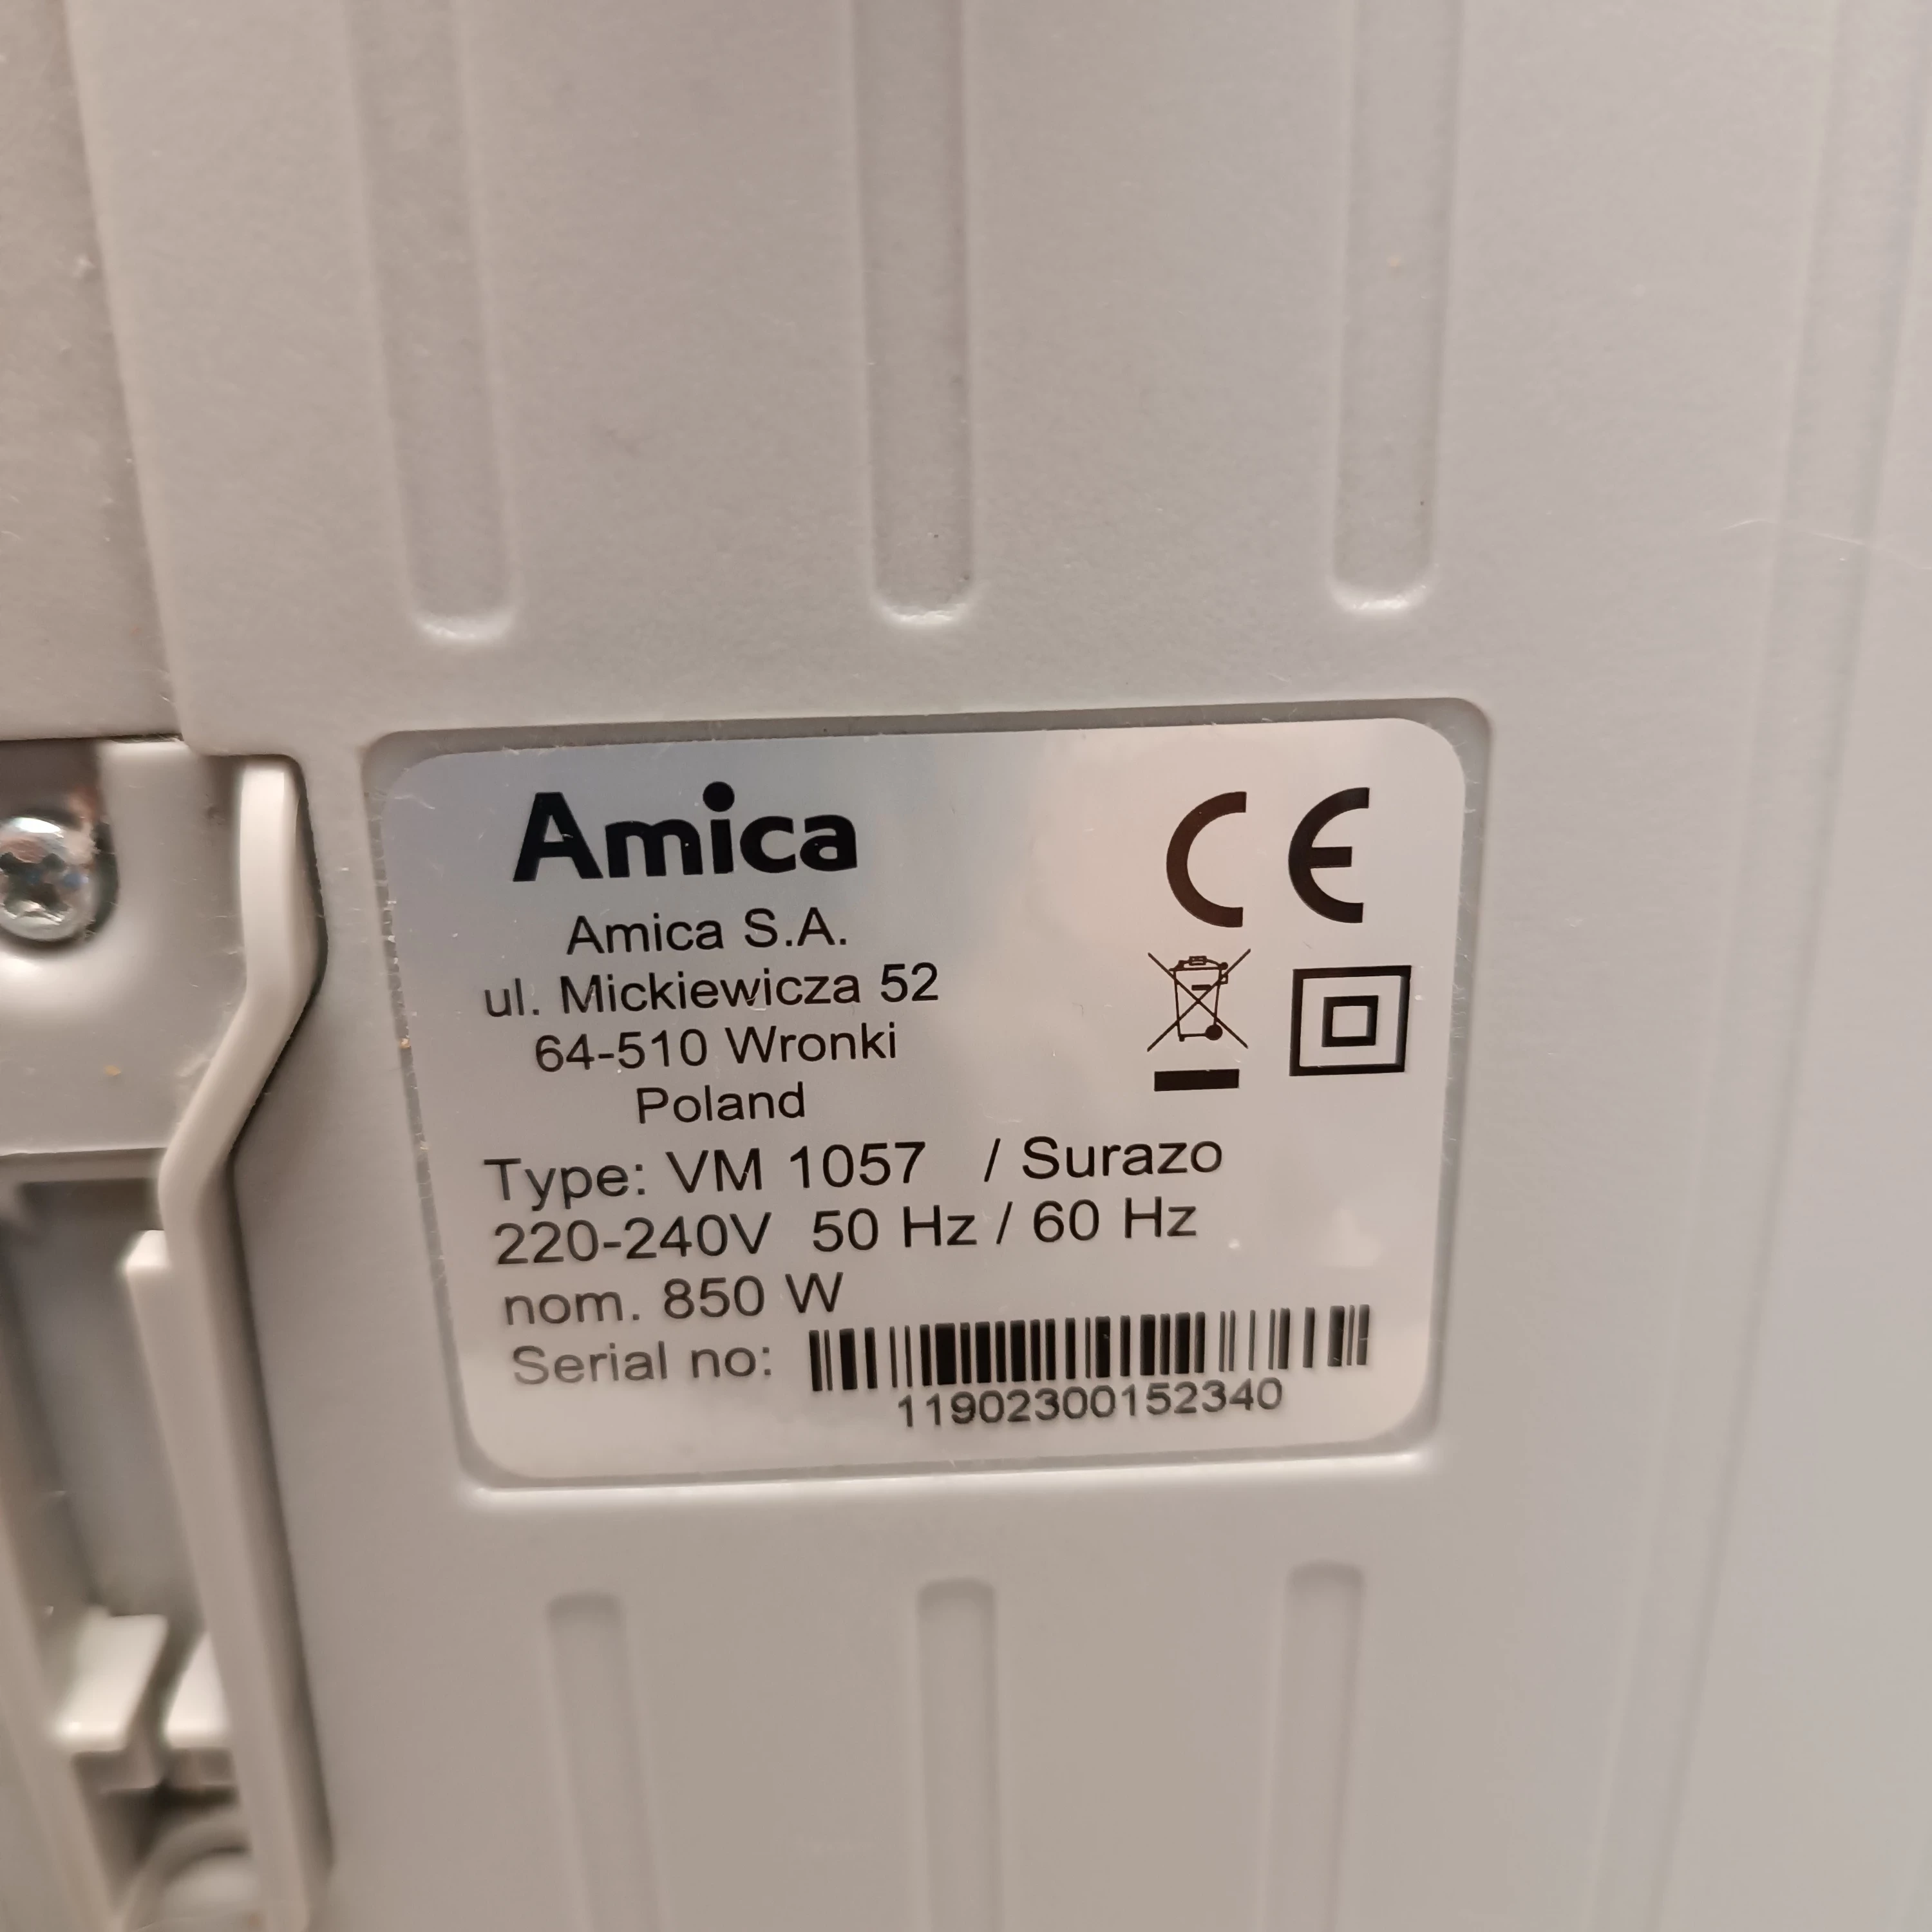 Amica
CE
Amica S.A.
ul. Mickiewicza 52
64-510 Wronki
Poland
Type: VM 1057 / Surazo
220-240V 50 Hz / 60 Hz
nom. 850 W
Serial no:
11902300152340